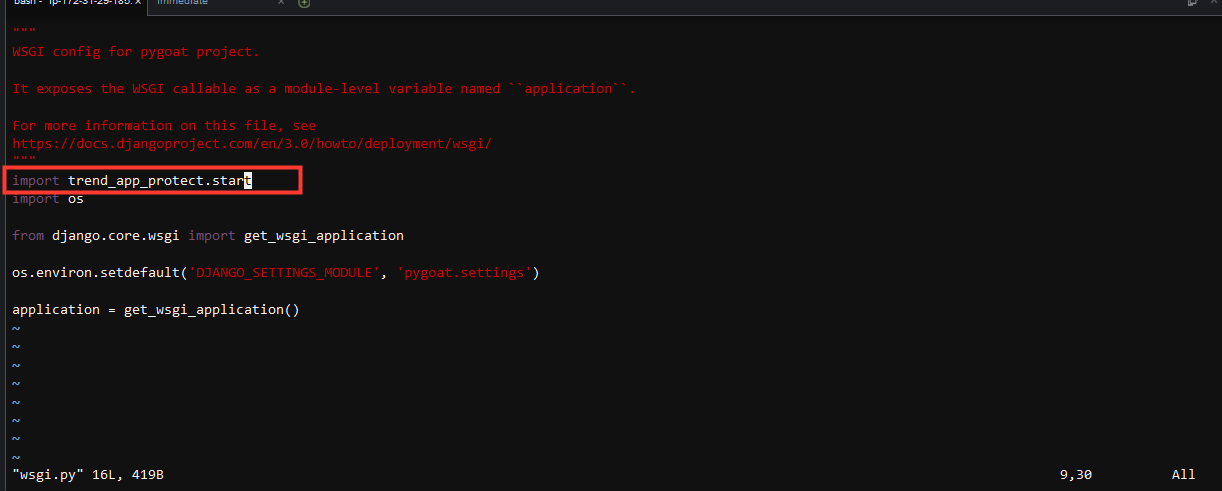 bash - "ip-172-31-29-185. x Immediate x
"""
WSGI config for pygoat project.
It exposes the WSGI callable as a module-level variable named ``application``.
For more information on this file, see
https://docs.djangoproject.com/en/3.0/howto/deployment/wsgi/
"""
import trend_app_protect.start
import os
from django.core.wsgi import get_wsgi_application
os.environ.setdefault('DJANGO_SETTINGS_MODULE', 'pygoat.settings')
application = get_wsgi_application()
~
~
~
~
~
~
~
~
"wsgi.py" 16L, 419B 9,30 All